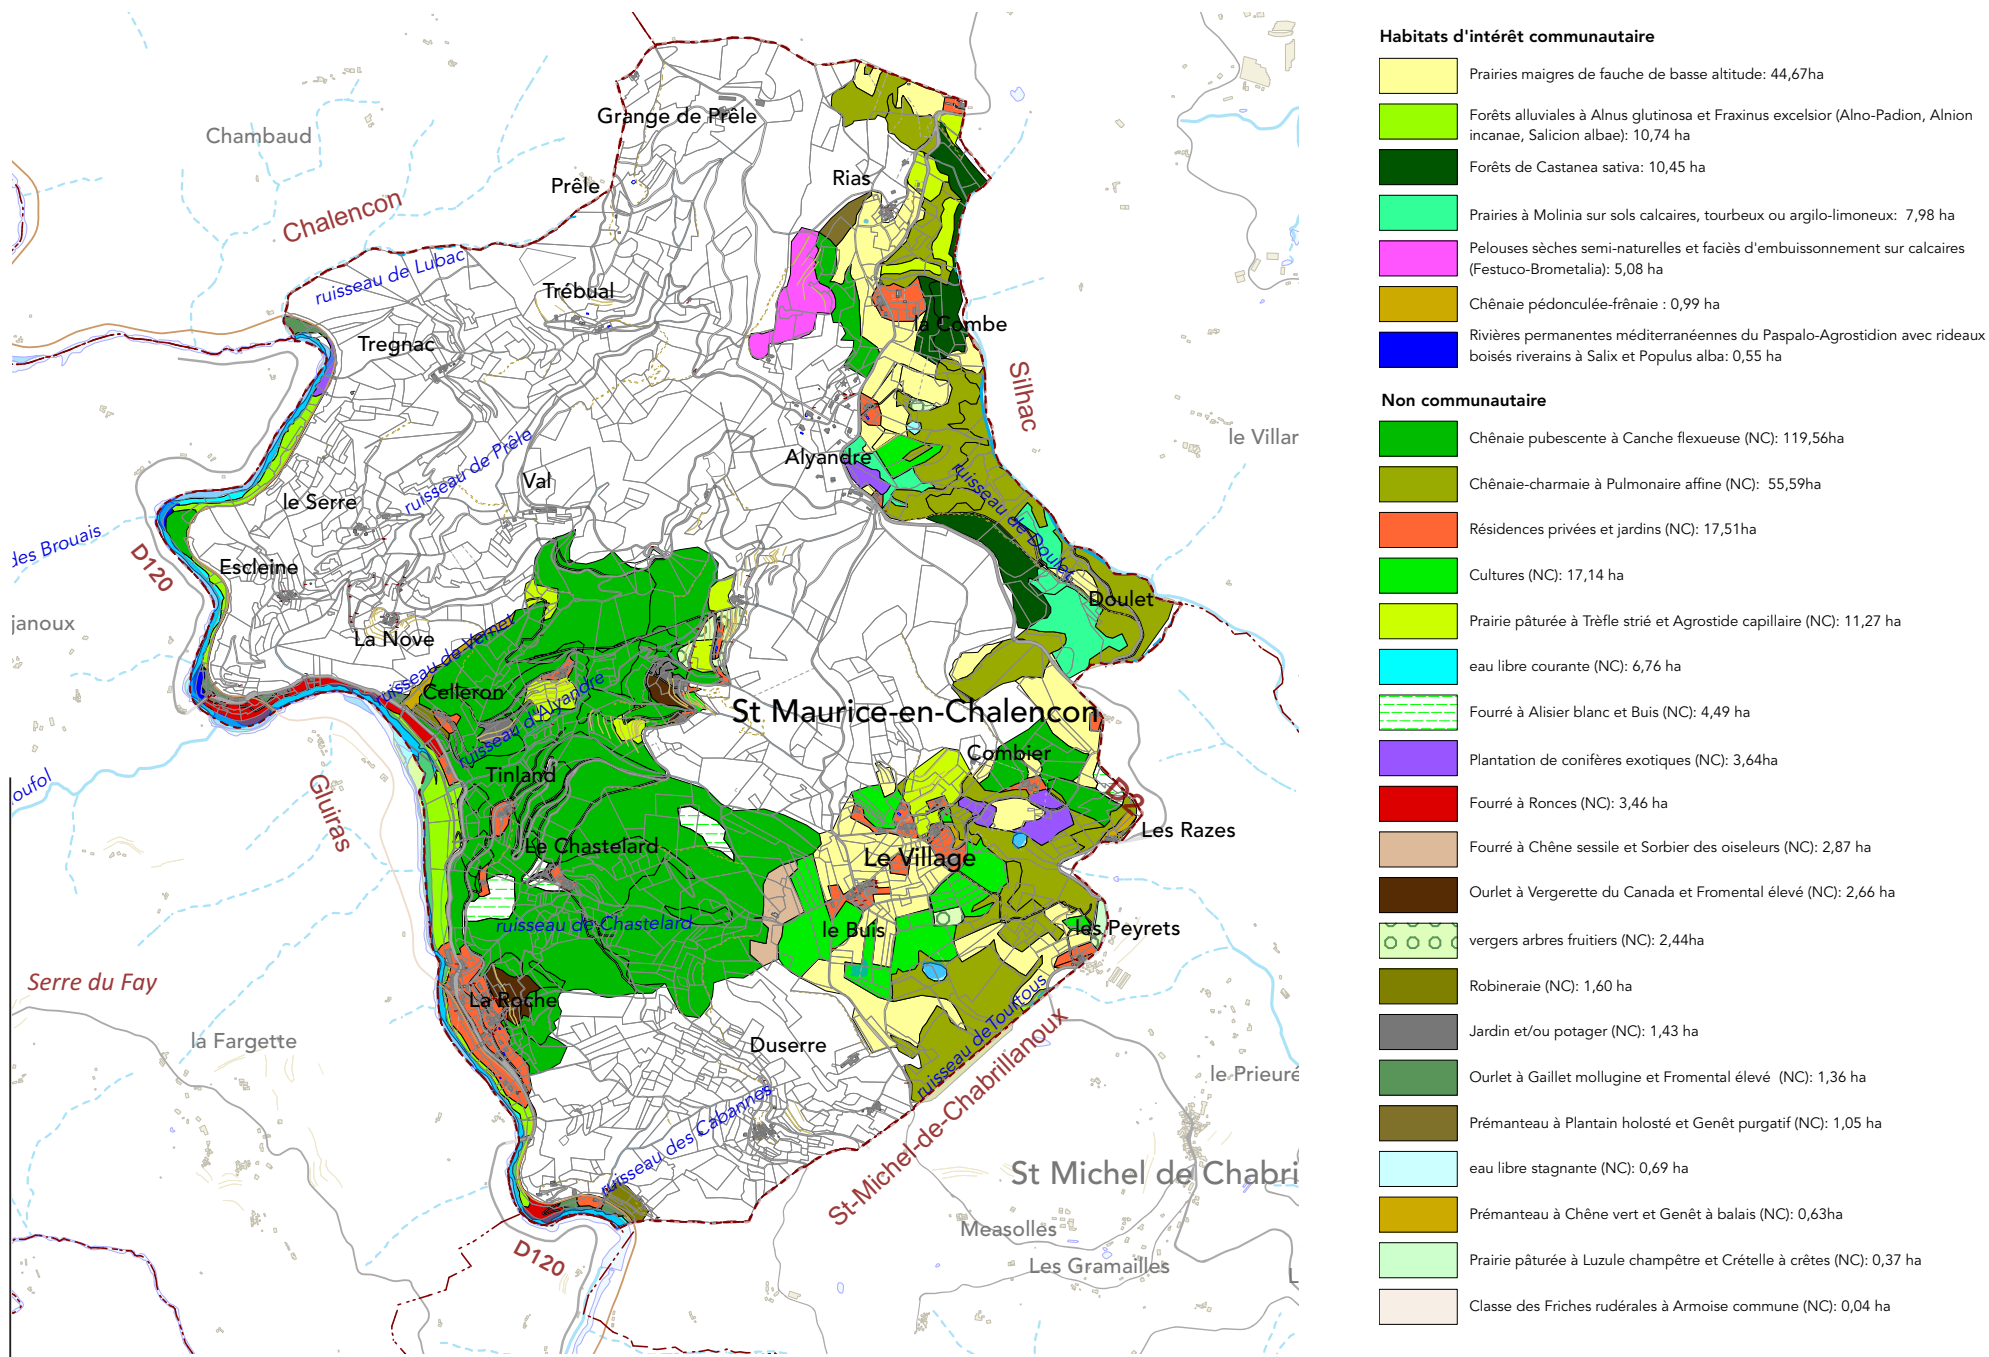 Grange de Prêle
Chambaud
Prêle
Rias
Chalencon
ruisseau de Lubac
Trébual
Tregnac
la Combe
Silhac
le Villar
Alyandre
ruisseau de Prêle
Val
le Serre
ruisseau de Doulet
des Brouais
D120
Escleine
Doulet
janoux
La Nove
ruisseau de Vernet
Celleron
ruisseau d'Alyandre
St Maurice-en-Chalencon
Combier
Tinland
oufol
Gluiras
D2
Les Razes
Le Chastelard
Le Village
ruisseau de Chastelard
le Buis
les Peyrets
Serre du Fay
La Roche
ruisseau de Tourtous
la Fargette
Duserre
le Prieuré
ruisseau des Cabannes
St-Michel-de-Chabrillanoux
St Michel de Chabri
Measolles
D120
Les Gramailles
L
Habitats d'intérêt communautaire
Prairies maigres de fauche de basse altitude: 44,67ha
Forêts alluviales à Alnus glutinosa et Fraxinus excelsior (Alno-Padion, Alnion
incanae, Salicion albae): 10,74 ha
Forêts de Castanea sativa: 10,45 ha
Prairies à Molinia sur sols calcaires, tourbeux ou argilo-limoneux: 7,98 ha
Pelouses sèches semi-naturelles et faciès d'embuissonnement sur calcaires
(Festuco-Brometalia): 5,08 ha
Chênaie pédonculée-frênaie : 0,99 ha
Rivières permanentes méditerranéennes du Paspalo-Agrostidion avec rideaux
boisés riverains à Salix et Populus alba: 0,55 ha
Non communautaire
Chênaie pubescente à Canche flexueuse (NC): 119,56ha
Chênaie-charmaie à Pulmonaire affine (NC): 55,59ha
Résidences privées et jardins (NC): 17,51ha
Cultures (NC): 17,14 ha
Prairie pâturée à Trèfle strié et Agrostide capillaire (NC): 11,27 ha
eau libre courante (NC): 6,76 ha
Fourré à Alisier blanc et Buis (NC): 4,49 ha
Plantation de conifères exotiques (NC): 3,64ha
Fourré à Ronces (NC): 3,46 ha
Fourré à Chêne sessile et Sorbier des oiseleurs (NC): 2,87 ha
Ourlet à Vergerette du Canada et Fromental élevé (NC): 2,66 ha
vergers arbres fruitiers (NC): 2,44ha
Robineraie (NC): 1,60 ha
Jardin et/ou potager (NC): 1,43 ha
Ourlet à Gaillet mollugine et Fromental élevé (NC): 1,36 ha
Prémanteau à Plantain holosté et Genêt purgatif (NC): 1,05 ha
eau libre stagnante (NC): 0,69 ha
Prémanteau à Chêne vert et Genêt à balais (NC): 0,63ha
Prairie pâturée à Luzule champêtre et Crételle à crêtes (NC): 0,37 ha
Classe des Friches rudérales à Armoise commune (NC): 0,04 ha